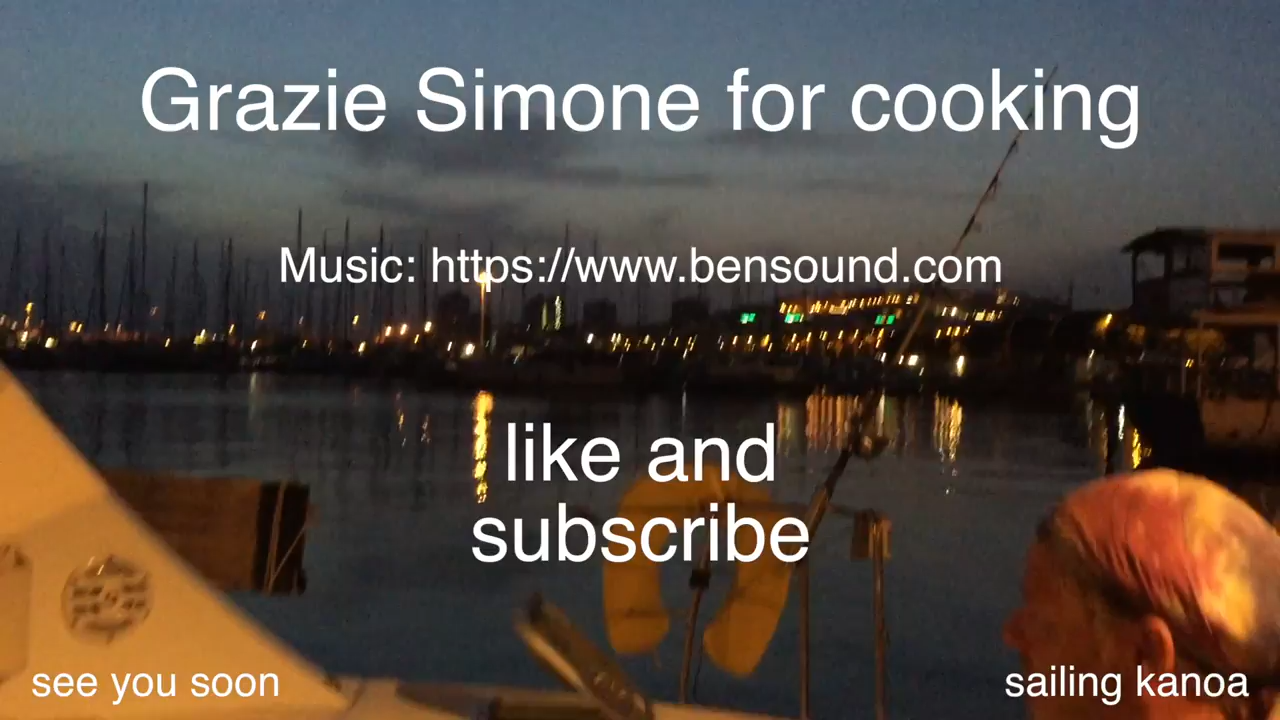 Grazie Simone for cooking
Music: https://www.bensound.com
like and
subscribe
see you soon
sailing kanoa